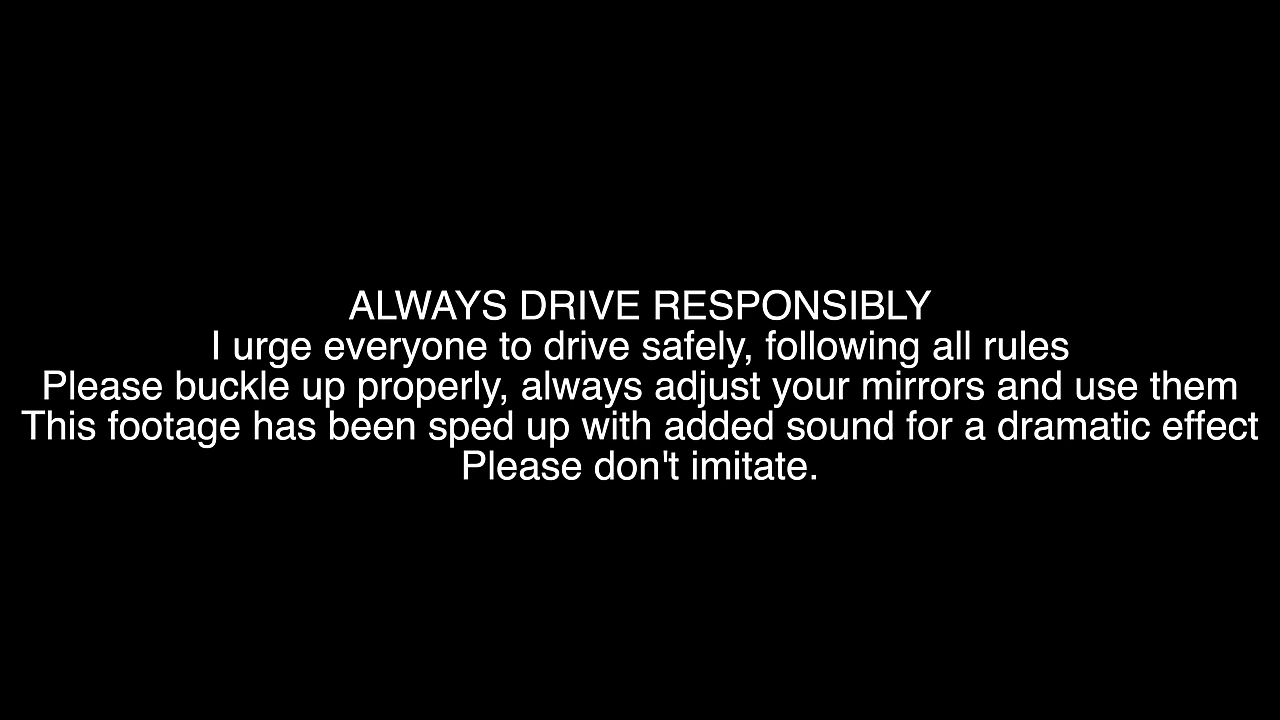 ALWAYS DRIVE RESPONSIBLY
I urge everyone to drive safely, following all rules
Please buckle up properly, always adjust your mirrors and use them
This footage has been sped up with added sound for a dramatic effect
Please don't imitate.